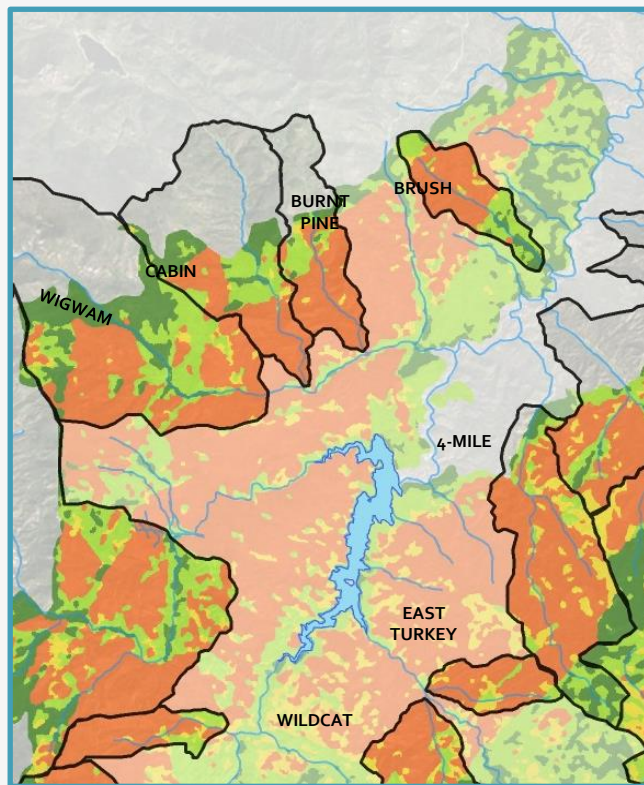 BURNT
PINE
BRUSH
CABIN
WIGWAM
4-MILE
EAST
TURKEY
WILDCAT